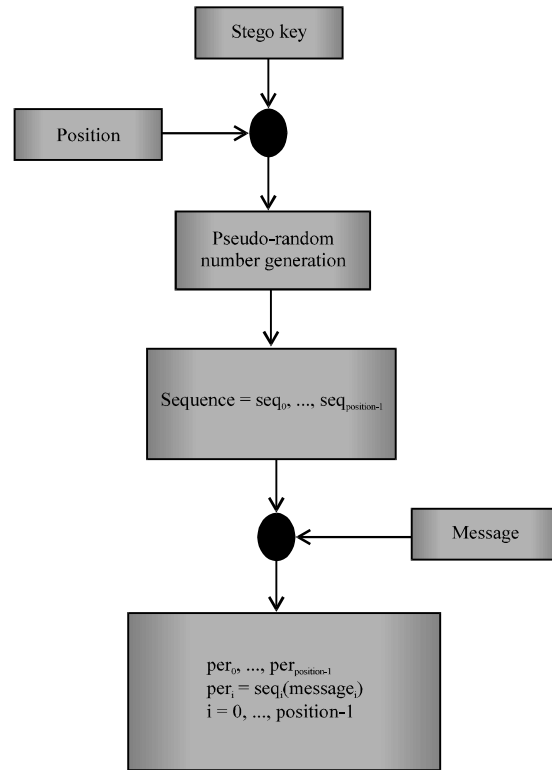 Stego key
Position
Pseudo-random
number generation
Sequence = seq₀, ..., seqposition-1
Message
per₀, ..., perposition-1
perᵢ = seqᵢ(messageᵢ)
i = 0, ..., position-1